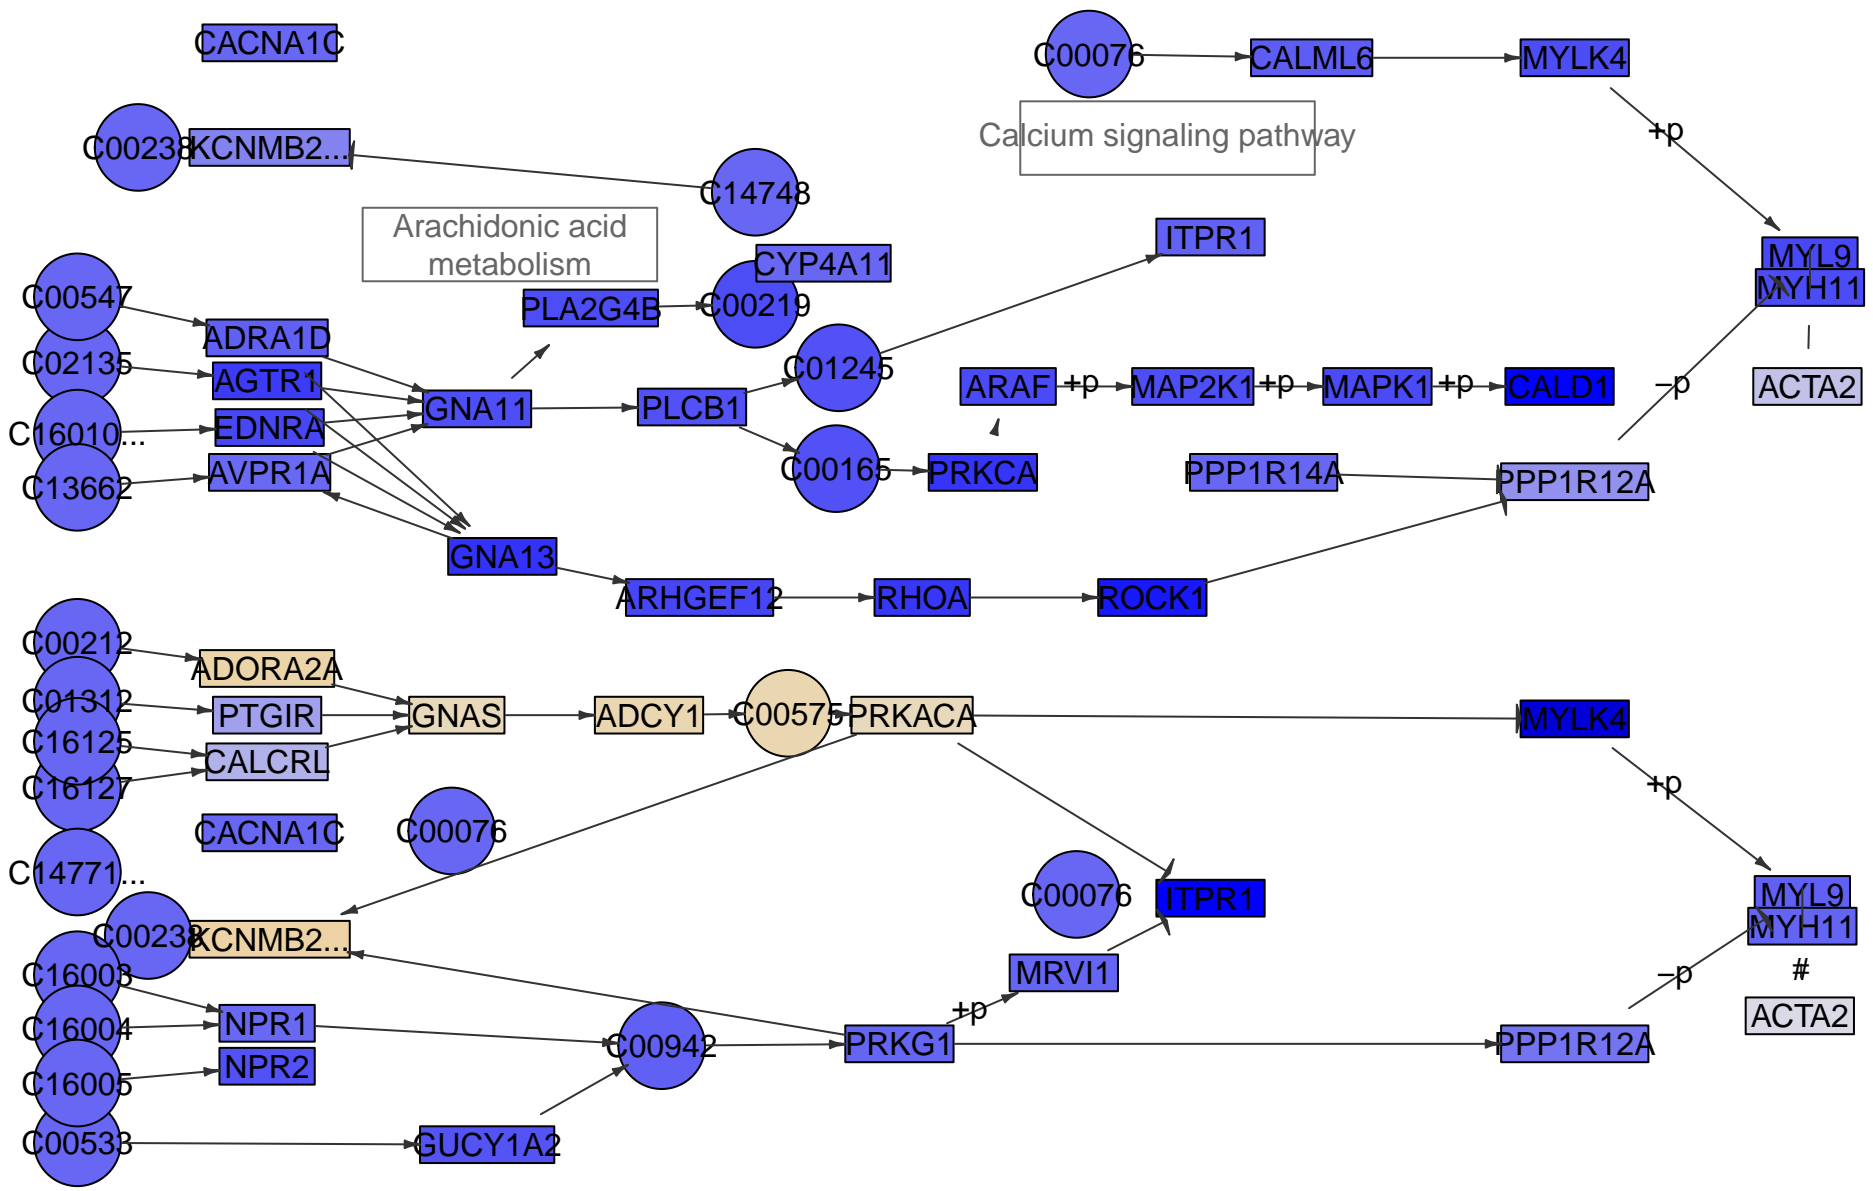 CACNA1C
C00076
CALML6
MYLK4
+p
Calcium signaling pathway
C00238
KCNMB2...
C14748
Arachidonic acid
metabolism
ITPR1
MYL9
MYH11
CYP4A11
C00219
PLA2G4B
C00547
ADRA1D
C02135
AGTR1
C16010...
EDNRA
C13662
AVPR1A
GNA11
PLCB1
C01245
C00165
ARAF
+p
MAP2K1
+p
MAPK1
+p
CALD1
−p
ACTA2
PRKCA
PPP1R14A
PPP1R12A
GNA13
ARHGEF12
RHOA
ROCK1
C00212
ADORA2A
C01312
PTGIR
GNAS
ADCY1
C00575
PRKACA
MYLK4
C16125
CALCRL
C16127
+p
CACNA1C
C00076
C14771...
C00076
ITPR1
MYL9
MYH11
C00238
KCNMB2...
C16003
MRVI1
−p
#
+p
ACTA2
C16004
NPR1
C00942
PRKG1
PPP1R12A
C16005
NPR2
C00533
GUCY1A2